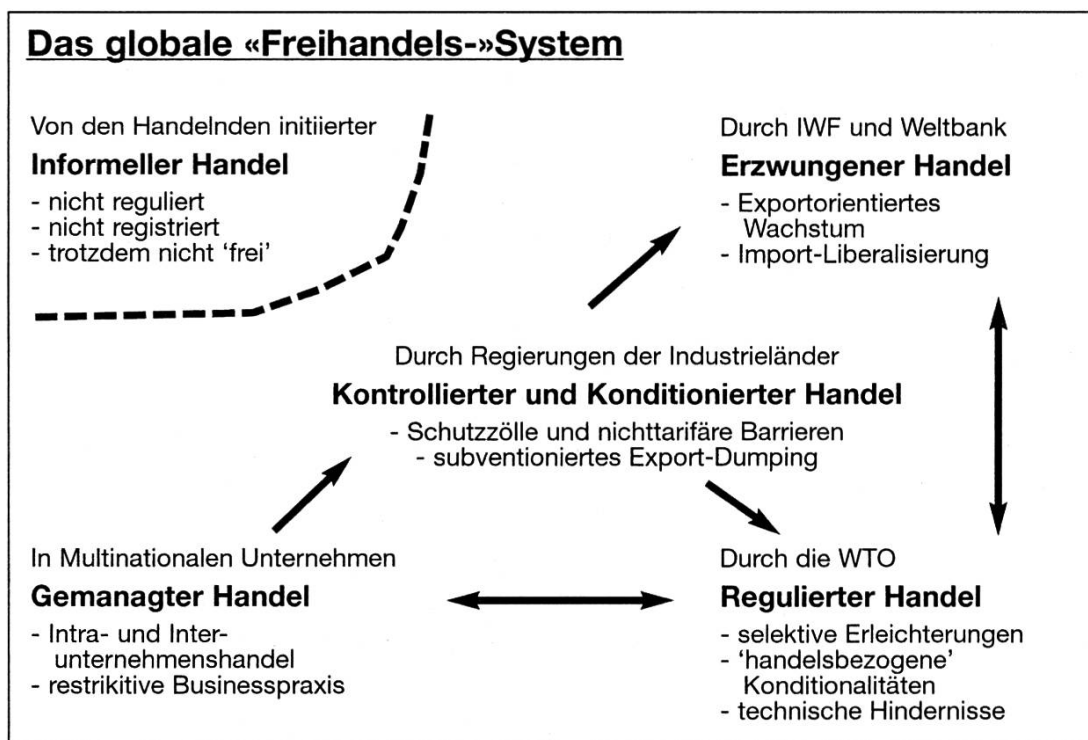 Das globale «Freihandels-»System
Von den Handelnden initiierter
Informeller Handel
- nicht reguliert
- nicht registriert
- trotzdem nicht ‘frei’
Durch IWF und Weltbank
Erzwungener Handel
- Exportorientiertes
Wachstum
- Import-Liberalisierung
Durch Regierungen der Industrieländer
Kontrollierter und Konditionierter Handel
- Schutzzölle und nichttarifäre Barrieren
- subventioniertes Export-Dumping
In Multinationalen Unternehmen
Gemanagter Handel
- Intra- und Inter-
unternehmenshandel
- restrikitive Businesspraxis
Durch die WTO
Regulierter Handel
- selektive Erleichterungen
- ‘handelsbezogene’
Konditionalitäten
- technische Hindernisse